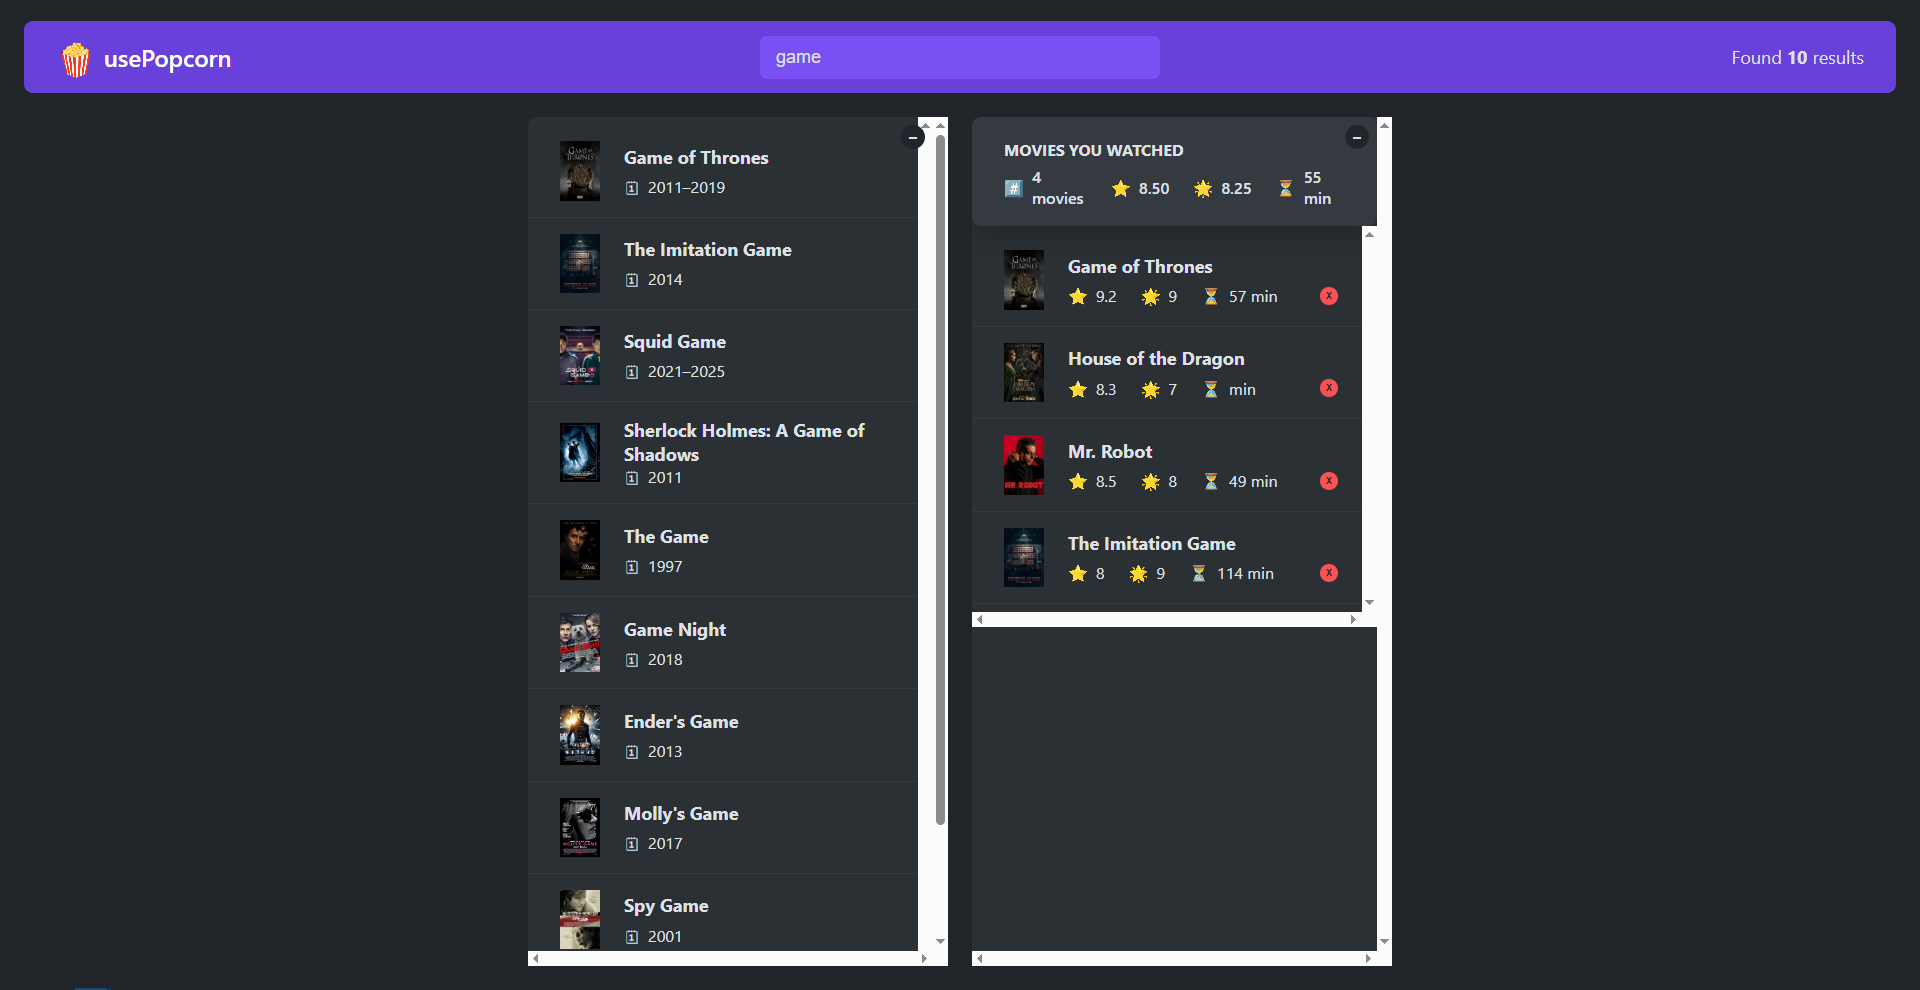 usePopcorn
game
Found 10 results
Game of Thrones
2011–2019
The Imitation Game
2014
Squid Game
2021–2025
Sherlock Holmes: A Game of
Shadows
2011
The Game
1997
Game Night
2018
Ender's Game
2013
Molly's Game
2017
Spy Game
2001
MOVIES YOU WATCHED
4 movies 8.50 8.25 55 min
Game of Thrones
9.2 9 57 min X
House of the Dragon
8.3 7 min X
Mr. Robot
8.5 8 49 min X
The Imitation Game
8 9 114 min X